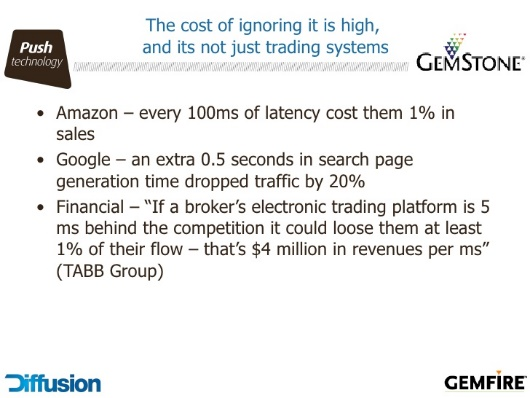 The cost of ignoring it is high,
and its not just trading systems
Push
technology
GEMSTONE®
• Amazon – every 100ms of latency cost them 1% in
sales
• Google – an extra 0.5 seconds in search page
generation time dropped traffic by 20%
• Financial – “If a broker’s electronic trading platform is 5
ms behind the competition it could loose them at least
1% of their flow – that’s $4 million in revenues per ms”
(TABB Group)
Diffusion
GEMFIRE